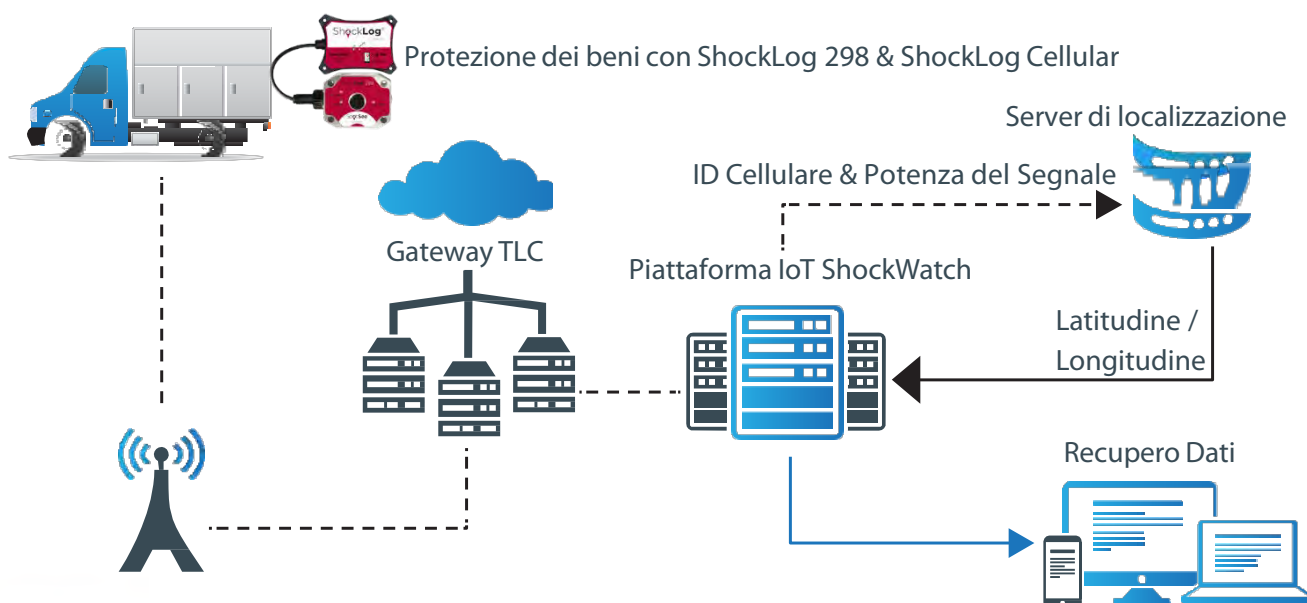 ShockLog
Protezione dei beni con ShockLog 298 & ShockLog Cellular
Server di localizzazione
ID Cellulare & Potenza del Segnale
Gateway TLC
Piattaforma IoT ShockWatch
Latitudine /
Longitudine
Recupero Dati